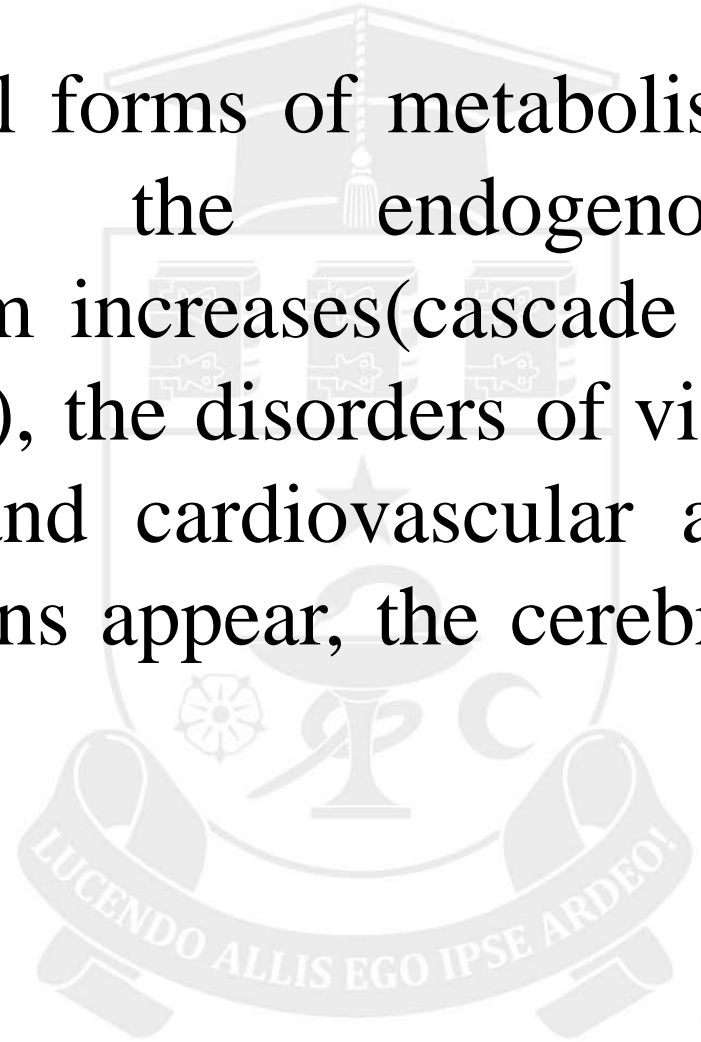 l forms of metabolis
the endogeno
m increases(cascade
), the disorders of vi
and cardiovascular a
ns appear, the cerebr
LUCENDO ALLIS EGO IPSE ARDEO!